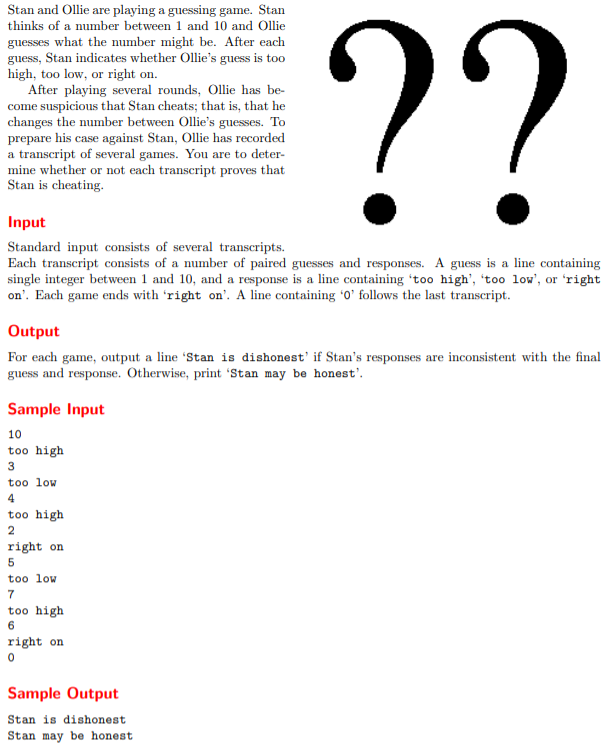 Stan and Ollie are playing a guessing game. Stan
thinks of a number between 1 and 10 and Ollie
guesses what the number might be. After each
guess, Stan indicates whether Ollie's guess is too
high, too low, or right on.
After playing several rounds, Ollie has be-
come suspicious that Stan cheats; that is, that he
changes the number between Ollie's guesses. To
prepare his case against Stan, Ollie has recorded
a transcript of several games. You are to deter-
mine whether or not each transcript proves that
Stan is cheating.
??
Input
Standard input consists of several transcripts.
Each transcript consists of a number of paired guesses and responses. A guess is a line containing
single integer between 1 and 10, and a response is a line containing ‘too high’, ‘too low’, or ‘right
on’. Each game ends with ‘right on’. A line containing ‘0’ follows the last transcript.
Output
For each game, output a line ‘Stan is dishonest’ if Stan's responses are inconsistent with the final
guess and response. Otherwise, print ‘Stan may be honest’.
Sample Input
10
too high
3
too low
4
too high
2
right on
5
too low
7
too high
6
right on
0
Sample Output
Stan is dishonest
Stan may be honest